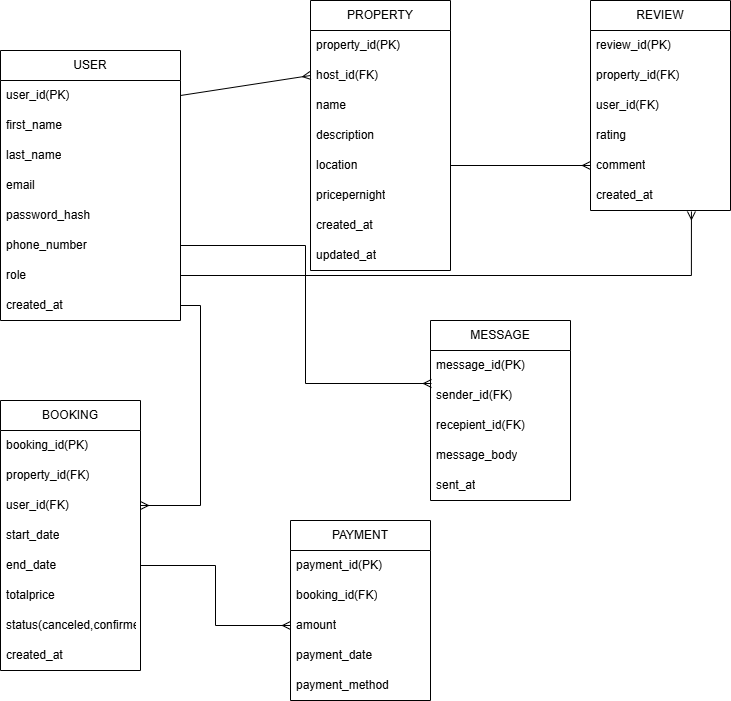 USER
user_id(PK)
first_name
last_name
email
password_hash
phone_number
role
created_at
PROPERTY
property_id(PK)
host_id(FK)
name
description
location
pricepernight
created_at
updated_at
REVIEW
review_id(PK)
property_id(FK)
user_id(FK)
rating
comment
created_at
MESSAGE
message_id(PK)
sender_id(FK)
recepient_id(FK)
message_body
sent_at
BOOKING
booking_id(PK)
property_id(FK)
user_id(FK)
start_date
end_date
totalprice
status(canceled,confirme
created_at
PAYMENT
payment_id(PK)
booking_id(FK)
amount
payment_date
payment_method